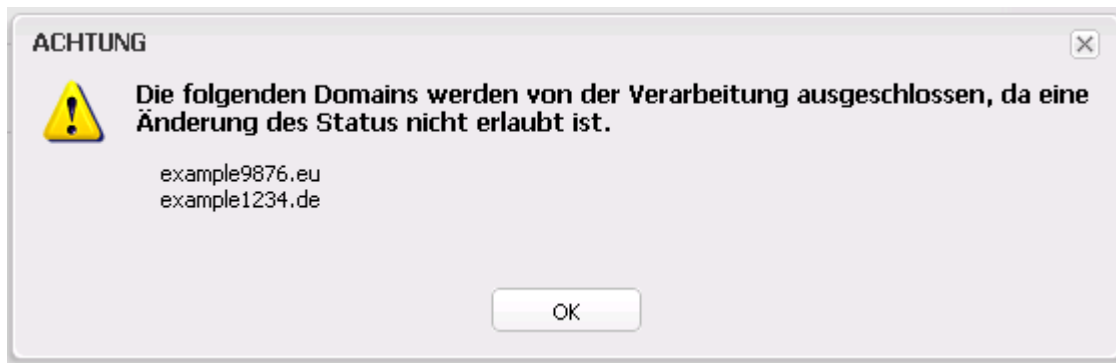 ACHTUNG
Die folgenden Domains werden von der Verarbeitung ausgeschlossen, da eine
Änderung des Status nicht erlaubt ist.
example9876.eu
example1234.de
OK